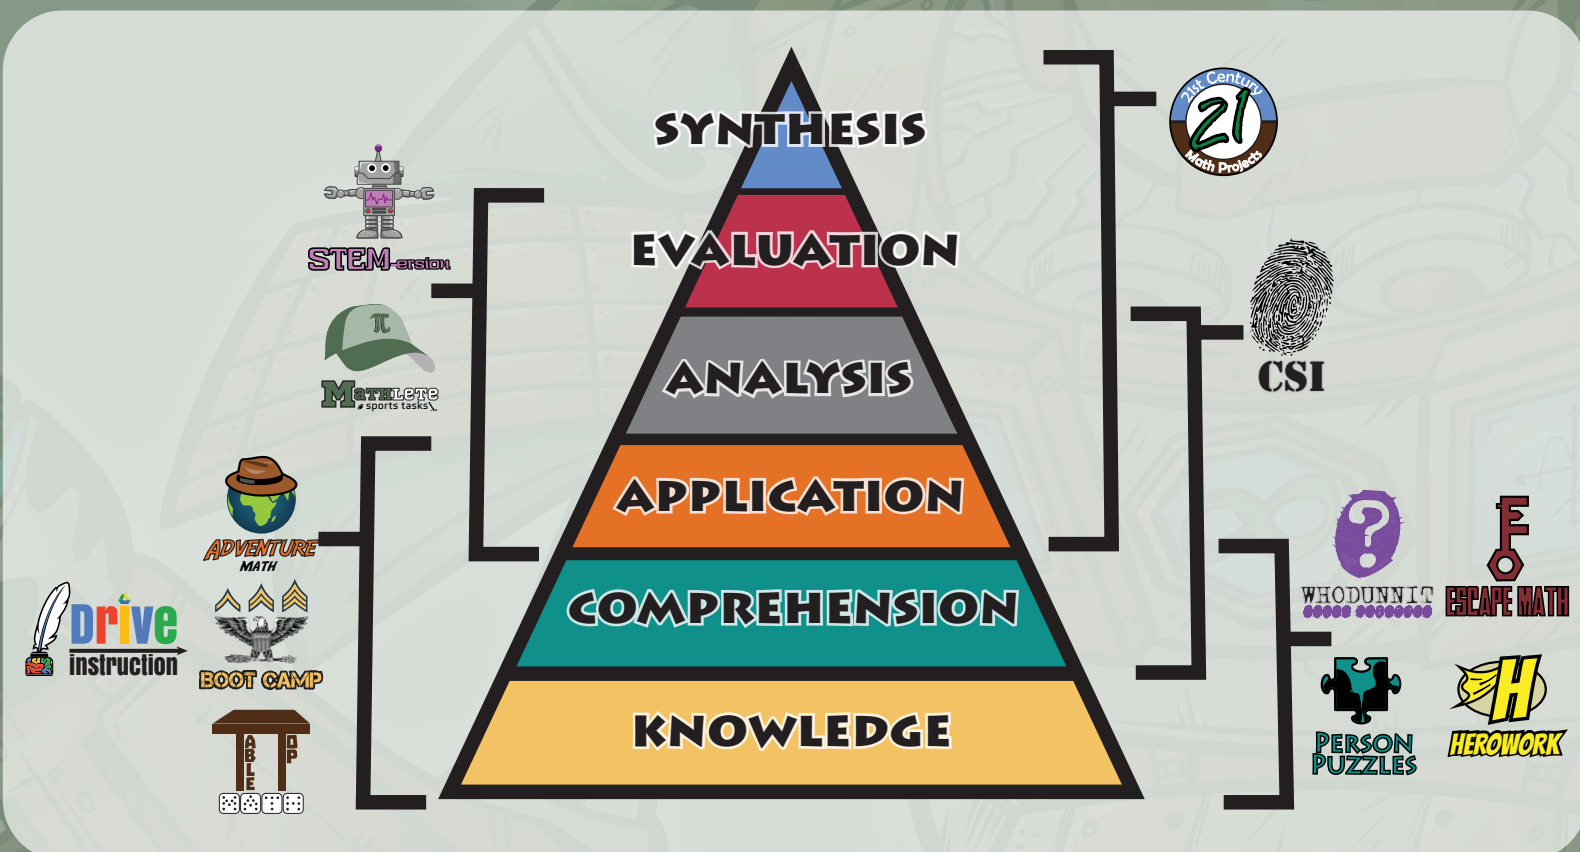 SYNTHESIS
EVALUATION
ANALYSIS
APPLICATION
COMPREHENSION
KNOWLEDGE
STEM-ersion
π
MATHLETE
# sports tasks
ADVENTURE
MATH
Drive
instruction
BOOT CAMP
TABLE
TOP
21st Century
21
Math Projects
CSI
?
WHODUNNIT
ESCAPE MATH
PERSON
PUZZLES
H
HEROWORK